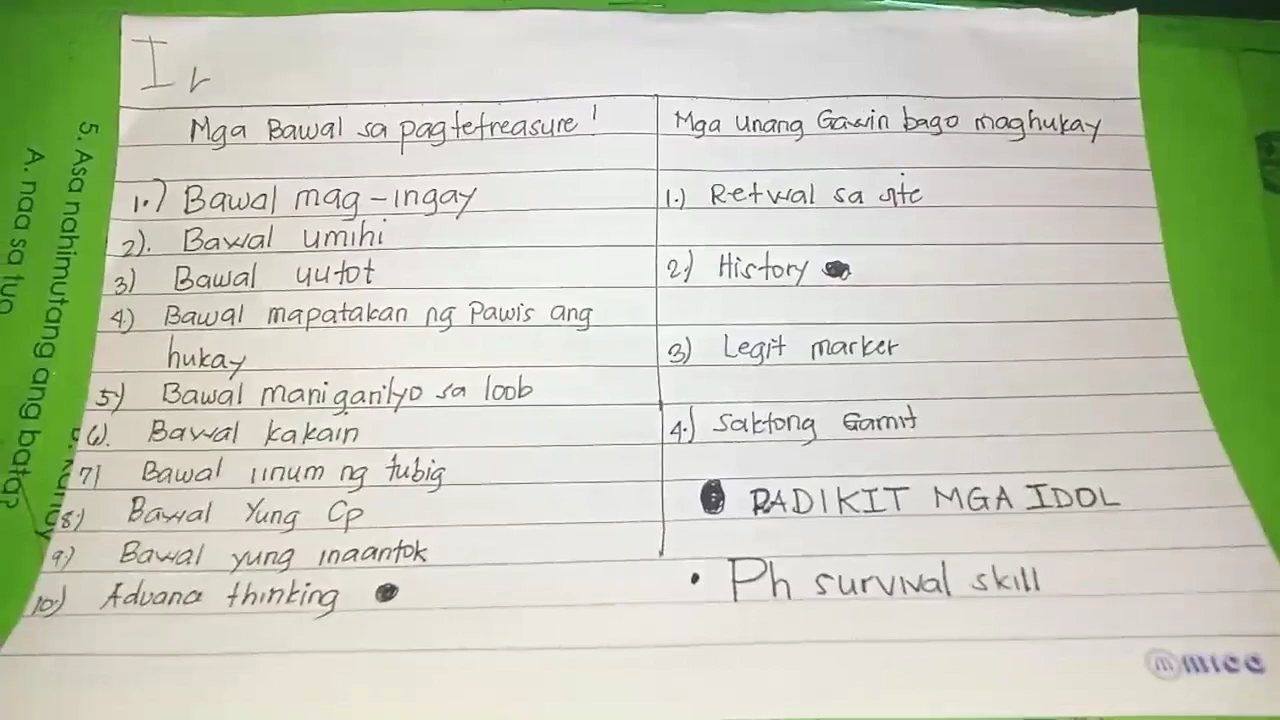 I
Mga Bawal sa pagtetreasure!
1.) Bawal mag-ingay
2). Bawal umihi
3) Bawal uutot
4) Bawal mapatakan ng Pawis ang
hukay
5) Bawal manigarilyo sa loob
6). Bawal kakain
7) Bawal iinum ng tubig
8) Bawal Yung Cp
9) Bawal yung inaantok
10) Advance thinking
Mga Unang Gawin bago maghukay
1.) Retwal sa site
2) History
3) Legit marker
4.) Saktong Gamit
PADIKIT MGA IDOL
• Ph survival skill
micc
5. Asa nahimutang ang bata?
A. naa sa